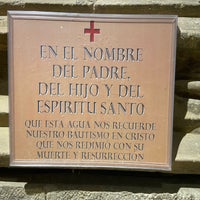 EN EL NOMBRE
DEL PADRE,
DEL HIJO Y DEL
ESPIRITU SANTO
QUE ESTA AGUA NOS RECUERDE
NUESTRO BAUTISMO EN CRISTO
QUE NOS REDIMIO CON SU
MUERTE Y RESURRECCION